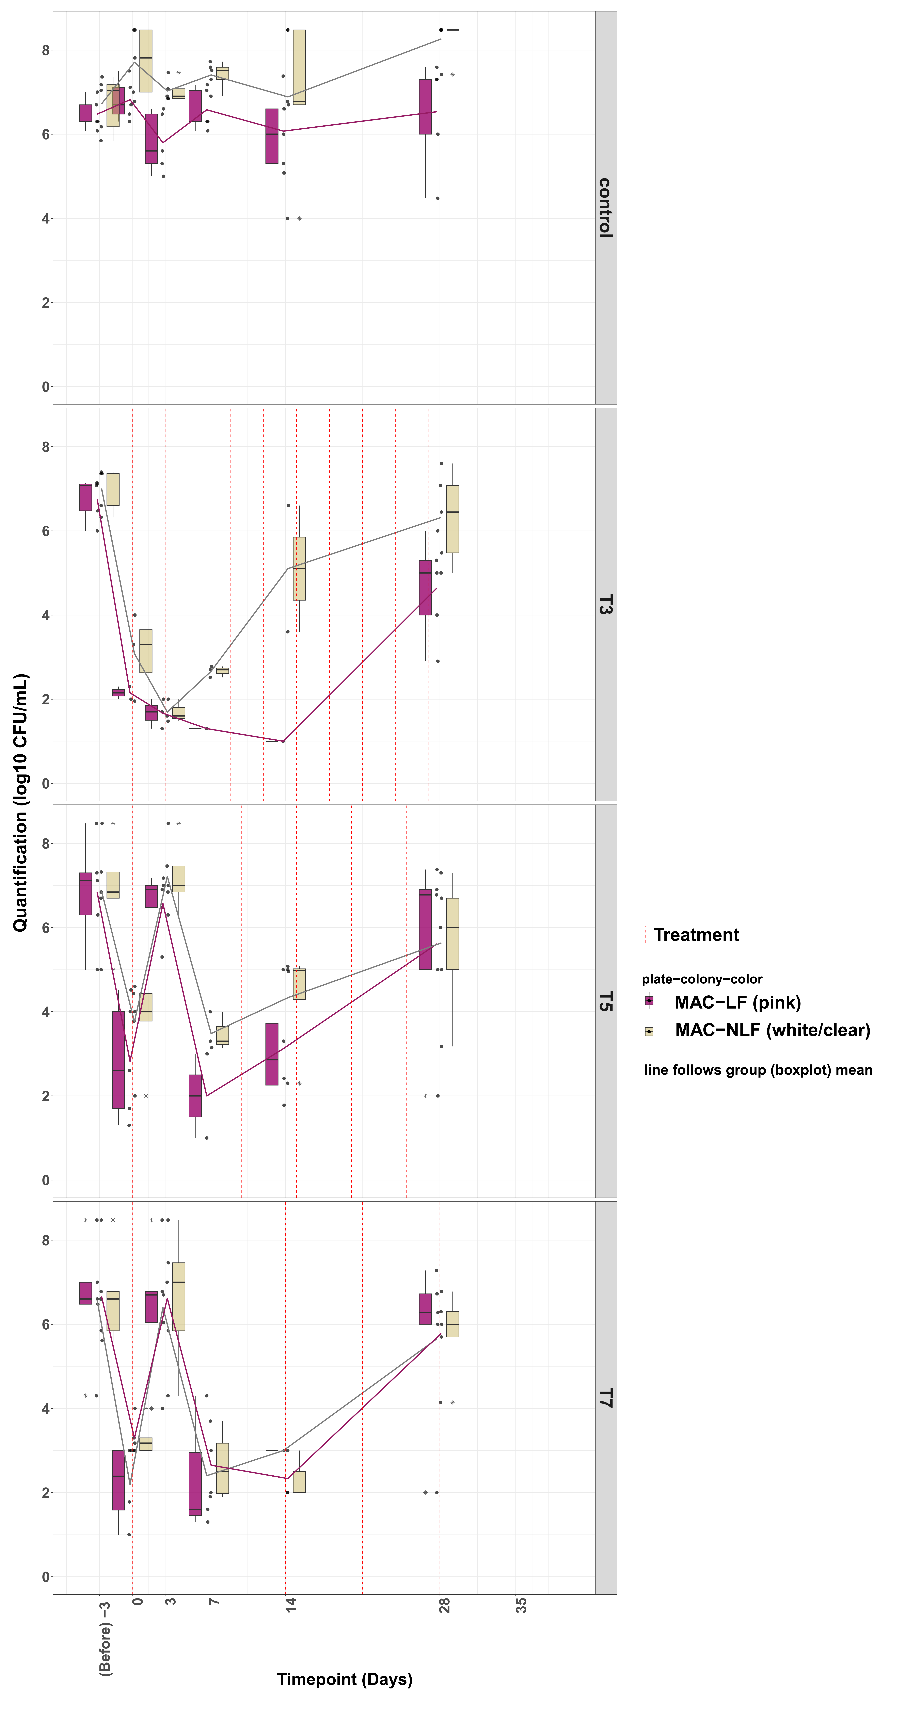 8
6
4
2
0
control
8
6
4
2
0
T3
8
6
4
2
0
T5
8
6
4
2
0
T7
Quantification (log10 CFU/mL)
(Before) −3
0
3
7
14
28
35
Timepoint (Days)
Treatment
plate−colony−color
MAC−LF (pink)
MAC−NLF (white/clear)
line follows group (boxplot) mean